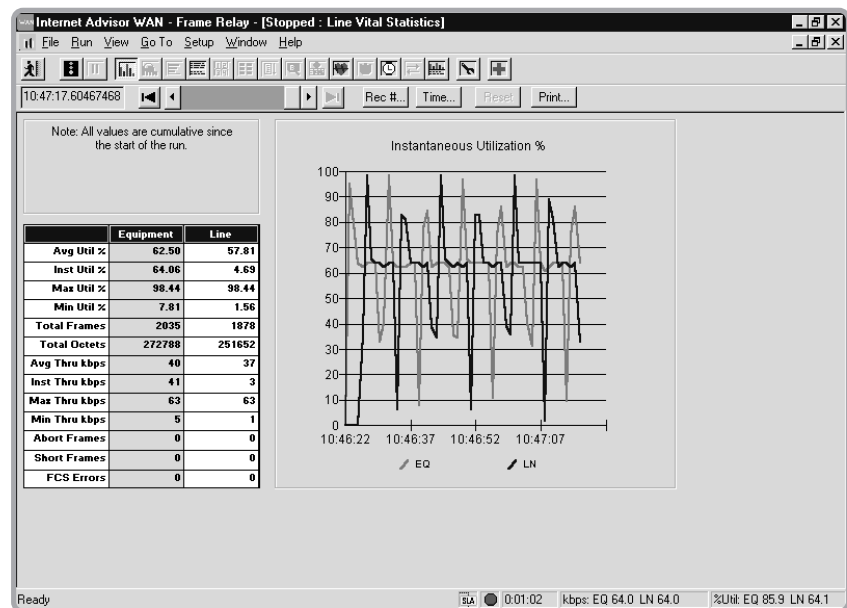 Internet Advisor WAN - Frame Relay - [Stopped : Line Vital Statistics]
File Run View Go To Setup Window Help
10:47:17.60467468 Rec #... Time... Reset Print...
Note: All values are cumulative since
the start of the run.
Equipment Line
Avg Util % 62.50 57.81
Inst Util % 64.06 4.69
Max Util % 98.44 98.44
Min Util % 7.81 1.56
Total Frames 2035 1878
Total Octets 272788 251652
Avg Thru kbps 40 37
Inst Thru kbps 41 3
Max Thru kbps 63 63
Min Thru kbps 5 1
Abort Frames 0 0
Short Frames 0 0
FCS Errors 0 0
Instantaneous Utilization %
100
90
80
70
60
50
40
30
20
10
0
10:46:22 10:46:37 10:46:52 10:47:07
EQ LN
Ready SLA 0:01:02 kbps: EQ 64.0 LN 64.0 %Util: EQ 85.9 LN 64.1